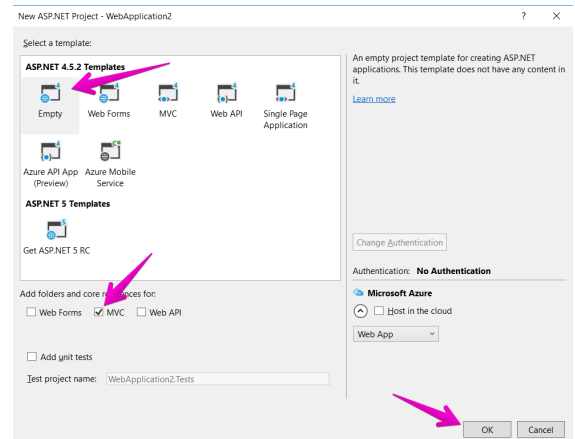 New ASP.NET Project - WebApplication2
?
Select a template:
ASP.NET 4.5.2 Templates
Empty
Web Forms
MVC
Web API
Single Page
Application
Azure API App
(Preview)
Azure Mobile
Service
ASP.NET 5 Templates
Get ASP.NET 5 RC
An empty project template for creating ASP.NET
applications. This template does not have any content in
it.
Learn more
Change Authentication
Authentication: No Authentication
Microsoft Azure
Host in the cloud
Web App
Add folders and core for:
Web Forms
MVC
Web API
Add unit tests
Test project name:
WebApplication2.Tests
OK
Cancel